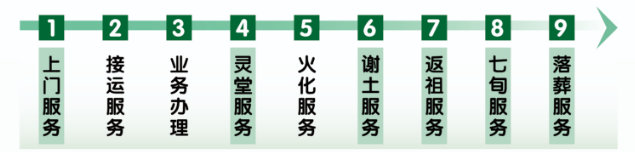 1 2 3 4 5 6 7 8 9
上门服务
接运服务
业务办理
灵堂服务
火化服务
谢土服务
返祖服务
七旬服务
落葬服务